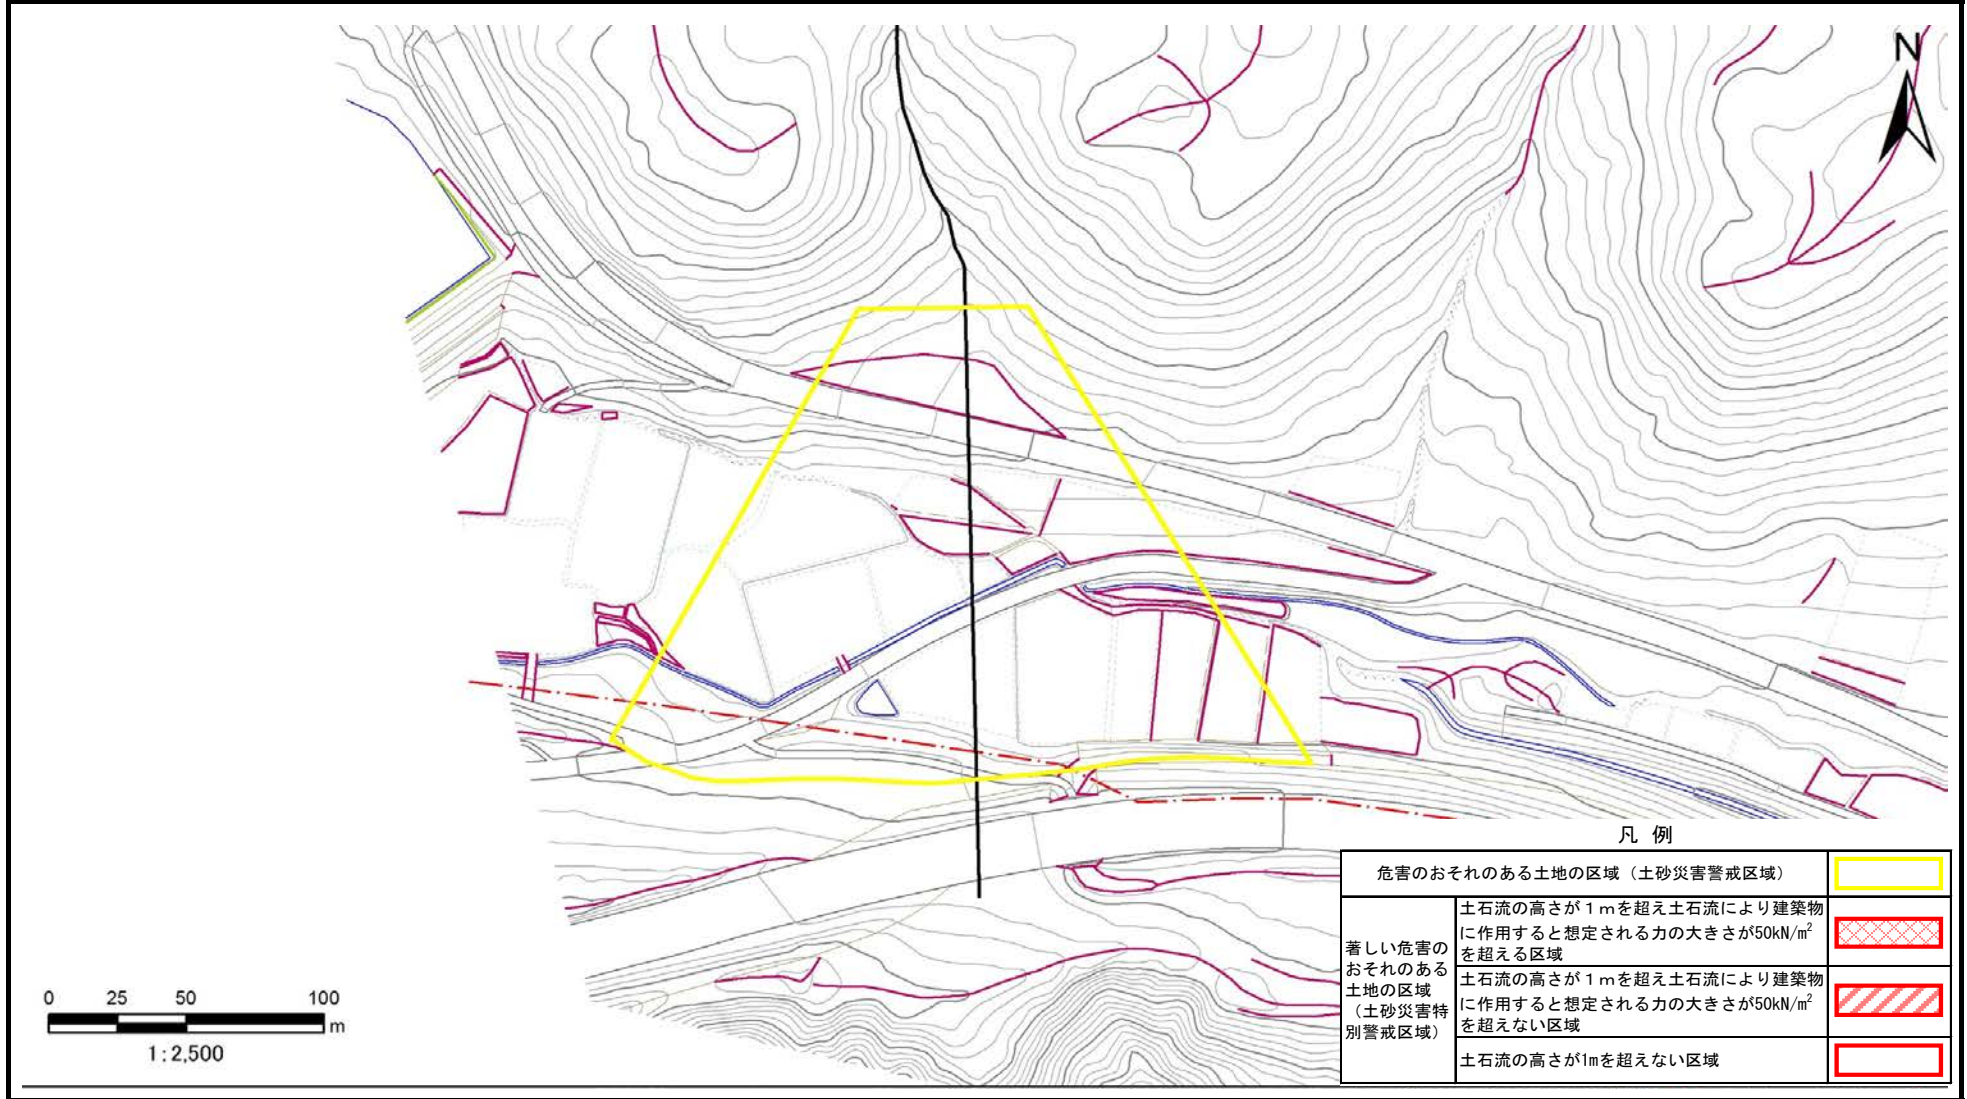 N
0 25 50 100
m
1:2,500
凡 例
危害のおそれのある土地の区域（土砂災害警戒区域）
著しい危害の
おそれのある
土地の区域
（土砂災害特
別警戒区域）
土石流の高さが１ｍを超え土石流により建築物
に作用すると想定される力の大きさが50kN/m²
を超える区域
土石流の高さが１ｍを超え土石流により建築物
に作用すると想定される力の大きさが50kN/m²
を超えない区域
土石流の高さが1mを超えない区域